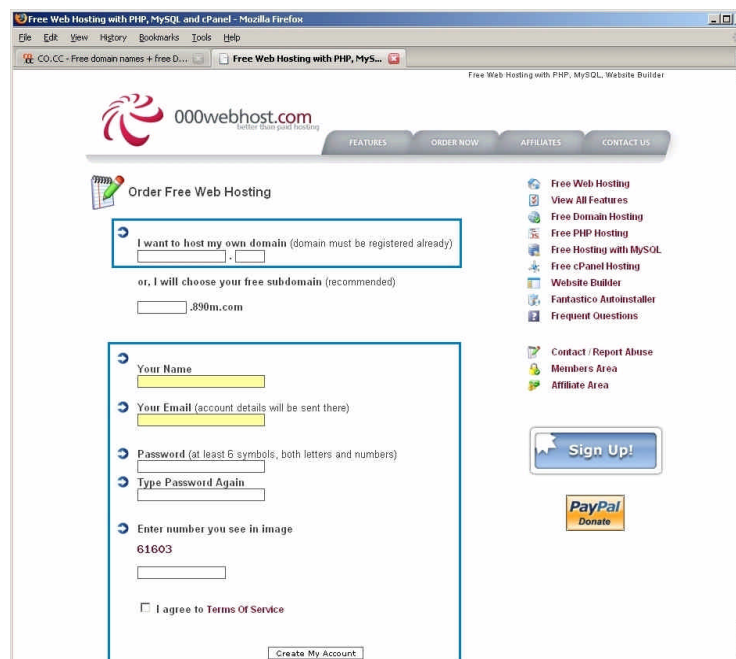 Free Web Hosting with PHP, MySQL and cPanel - Mozilla Firefox
File Edit View History Bookmarks Tools Help
CO.CC - Free domain names + free D... Free Web Hosting with PHP, MyS...
Free Web Hosting with PHP, MySQL, Website Builder
000webhost.com
better than paid hosting
FEATURES ORDER NOW AFFILIATES CONTACT US
Order Free Web Hosting
I want to host my own domain (domain must be registered already)
.
or, I will choose your free subdomain (recommended)
.890m.com
Your Name
Your Email (account details will be sent there)
Password (at least 6 symbols, both letters and numbers)
Type Password Again
Enter number you see in image
61603
I agree to Terms Of Service
Create My Account
Free Web Hosting
View All Features
Free Domain Hosting
Free PHP Hosting
Free Hosting with MySQL
Free cPanel Hosting
Website Builder
Fantastico Autoinstaller
Frequent Questions
Contact / Report Abuse
Members Area
Affiliate Area
Sign Up!
PayPal
Donate